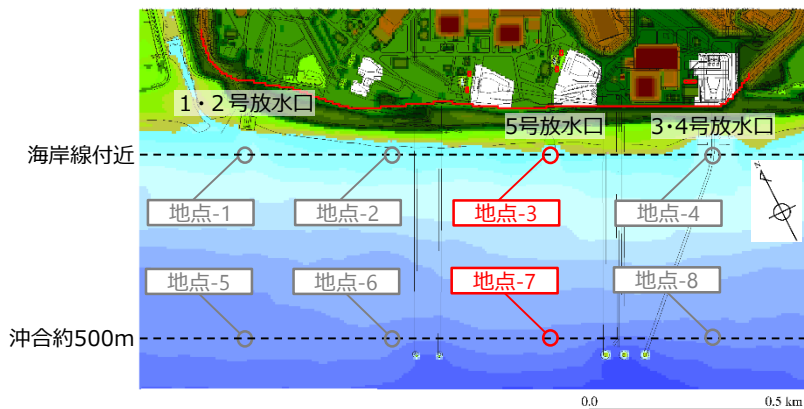 1・2号放水口
5号放水口
3・4号放水口
海岸線付近
地点-1
地点-2
地点-3
地点-4
N
地点-5
地点-6
地点-7
地点-8
沖合約500m
0.0
0.5 km